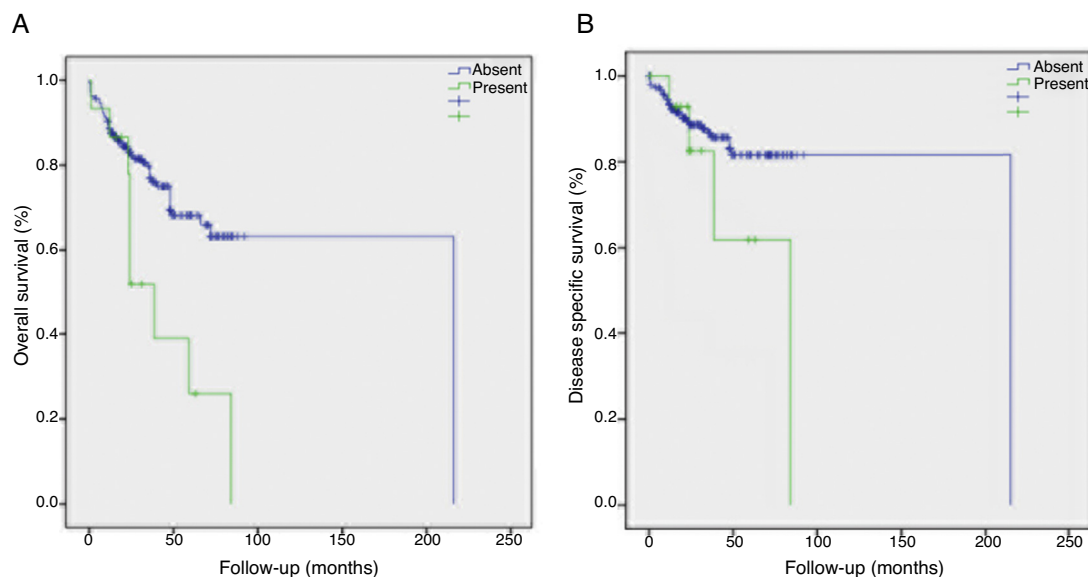 A
Overall survival (%)
1.0
0.8
0.6
0.4
0.2
0.0
Absent
Present
0 50 100 150 200 250
Follow-up (months)
B
Disease specific survival (%)
1.0
0.8
0.6
0.4
0.2
0.0
Absent
Present
0 50 100 150 200 250
Follow-up (months)